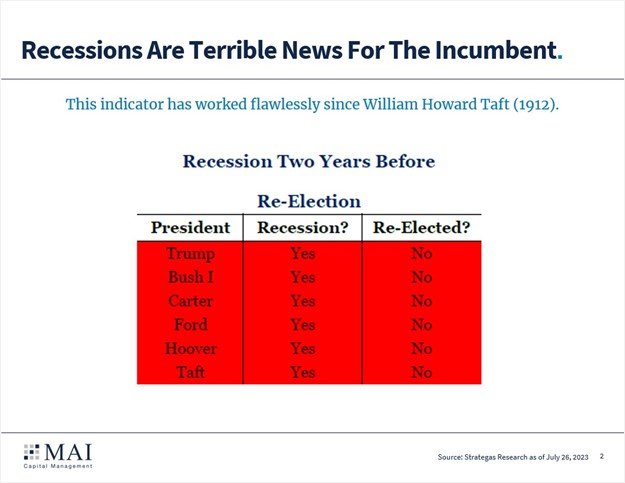 Recessions Are Terrible News For The Incumbent.
This indicator has worked flawlessly since William Howard Taft (1912).
Recession Two Years Before
Re-Election
President Recession? Re-Elected?
Trump Yes No
Bush I Yes No
Carter Yes No
Ford Yes No
Hoover Yes No
Taft Yes No
MAI
Capital Management
Source: Strategas Research as of July 26, 2023 2